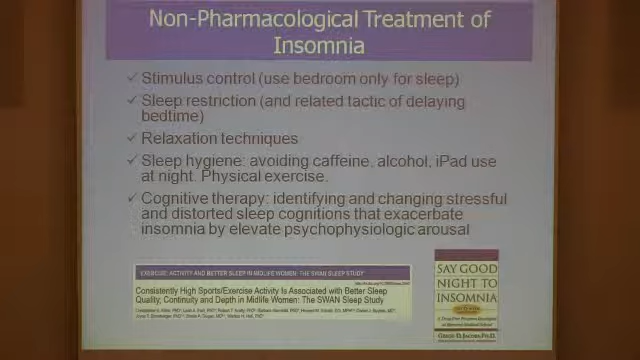 Non-Pharmacological Treatment of
Insomnia
✓ Stimulus control (use bedroom only for sleep)
✓ Sleep restriction (and related tactic of delaying
bedtime)
✓ Relaxation techniques
✓ Sleep hygiene: avoiding caffeine, alcohol, iPad use
at night. Physical exercise.
✓ Cognitive therapy: identifying and changing stressful
and distorted sleep cognitions that exacerbate
insomnia by elevate psychophysiologic arousal
EXERCISE: ACTIVITY AND BETTER SLEEP IN MIDLIFE WOMEN: THE SWAN SLEEP STUDY
Consistently High Sports/Exercise Activity Is Associated with Better Sleep
Quality, Continuity and Depth in Midlife Women: The SWAN Sleep Study
SAY GOOD
NIGHT TO
INSOMNIA